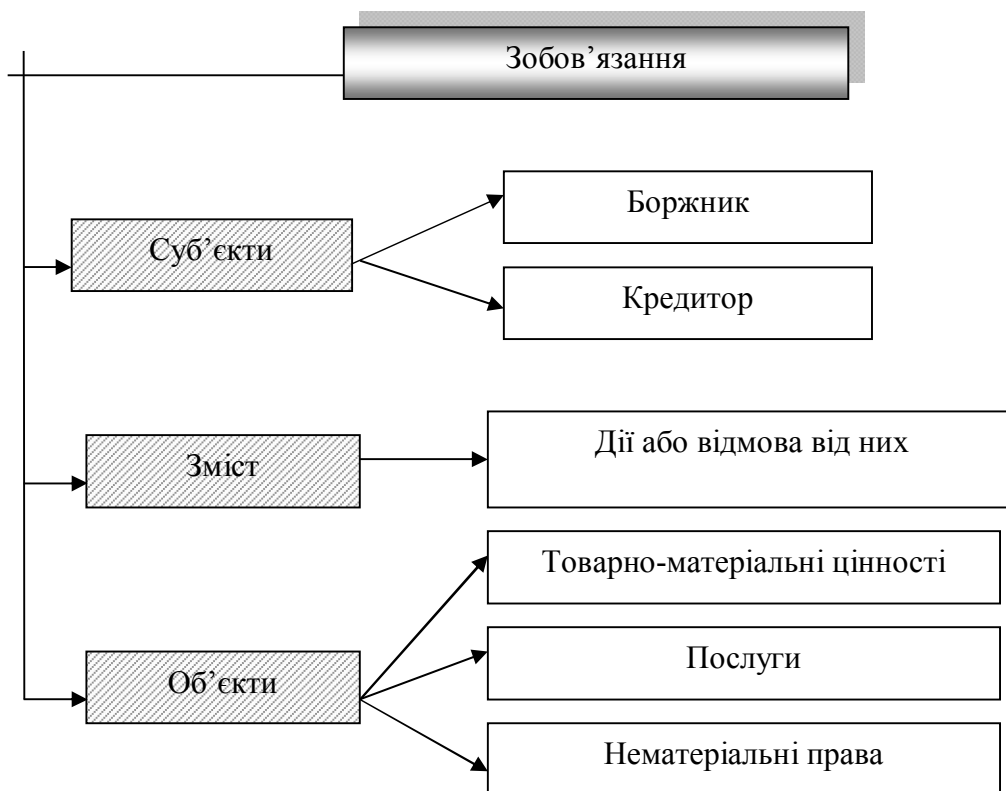 Зобов’язання
Боржник
Суб’єкти
Кредитор
Дії або відмова від них
Зміст
Товарно-матеріальні цінності
Послуги
Об’єкти
Нематеріальні права